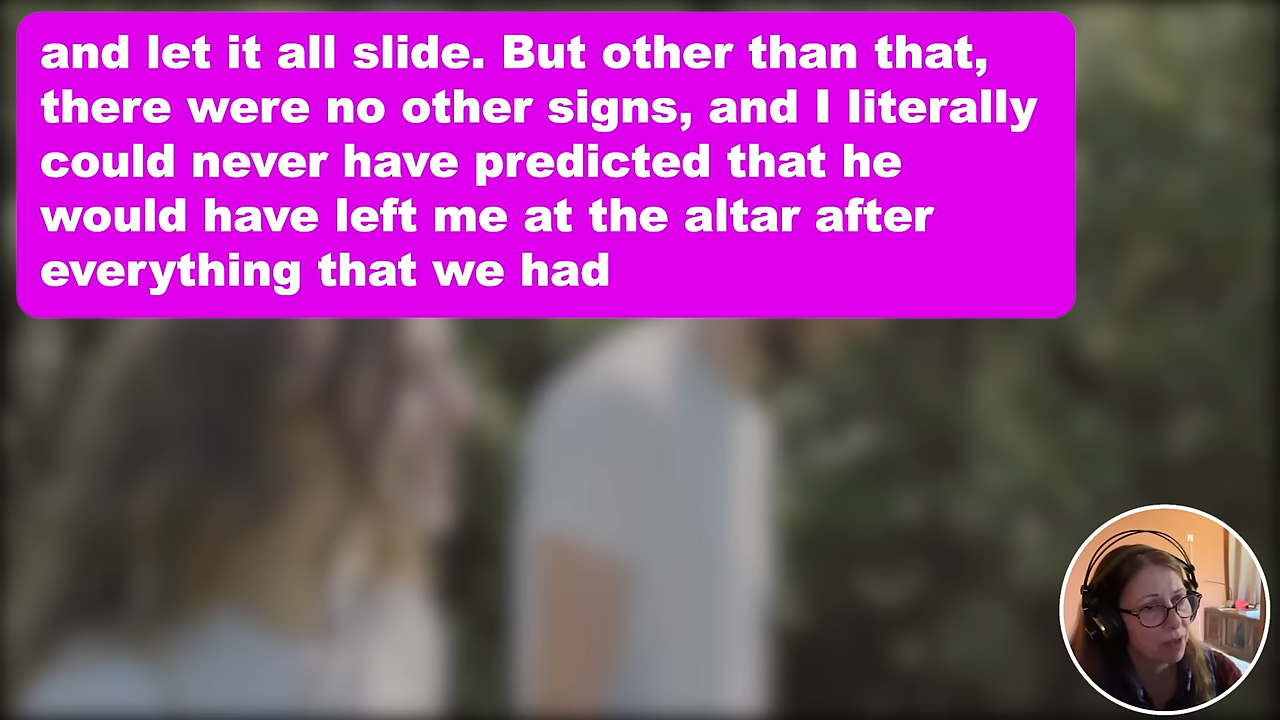 and let it all slide. But other than that,
there were no other signs, and I literally
could never have predicted that he
would have left me at the altar after
everything that we had